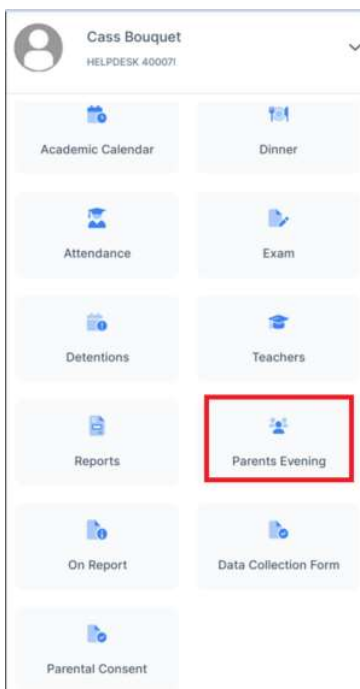 Cass Bouquet
HELPDESK 40007!
Academic Calendar
Dinner
Attendance
Exam
Detentions
Teachers
Reports
Parents Evening
On Report
Data Collection Form
Parental Consent